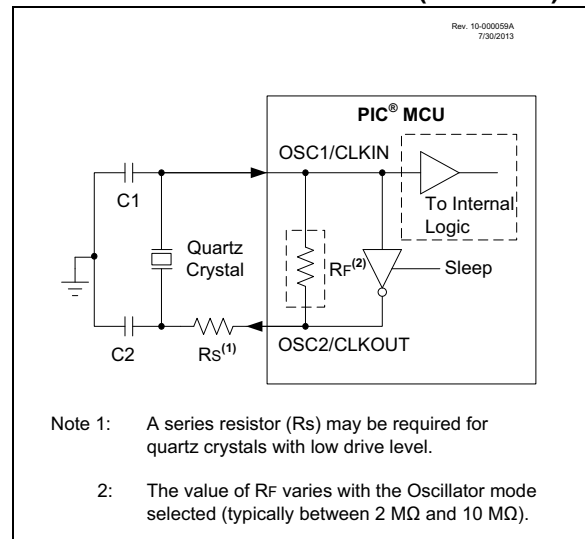 Rev. 10-000059A
7/30/2013
PIC® MCU
OSC1/CLKIN
C1
To Internal
Logic
Quartz
Crystal
RF(2)
Sleep
C2
RS(1)
OSC2/CLKOUT
Note 1: A series resistor (Rs) may be required for
quartz crystals with low drive level.
2: The value of RF varies with the Oscillator mode
selected (typically between 2 MΩ and 10 MΩ).